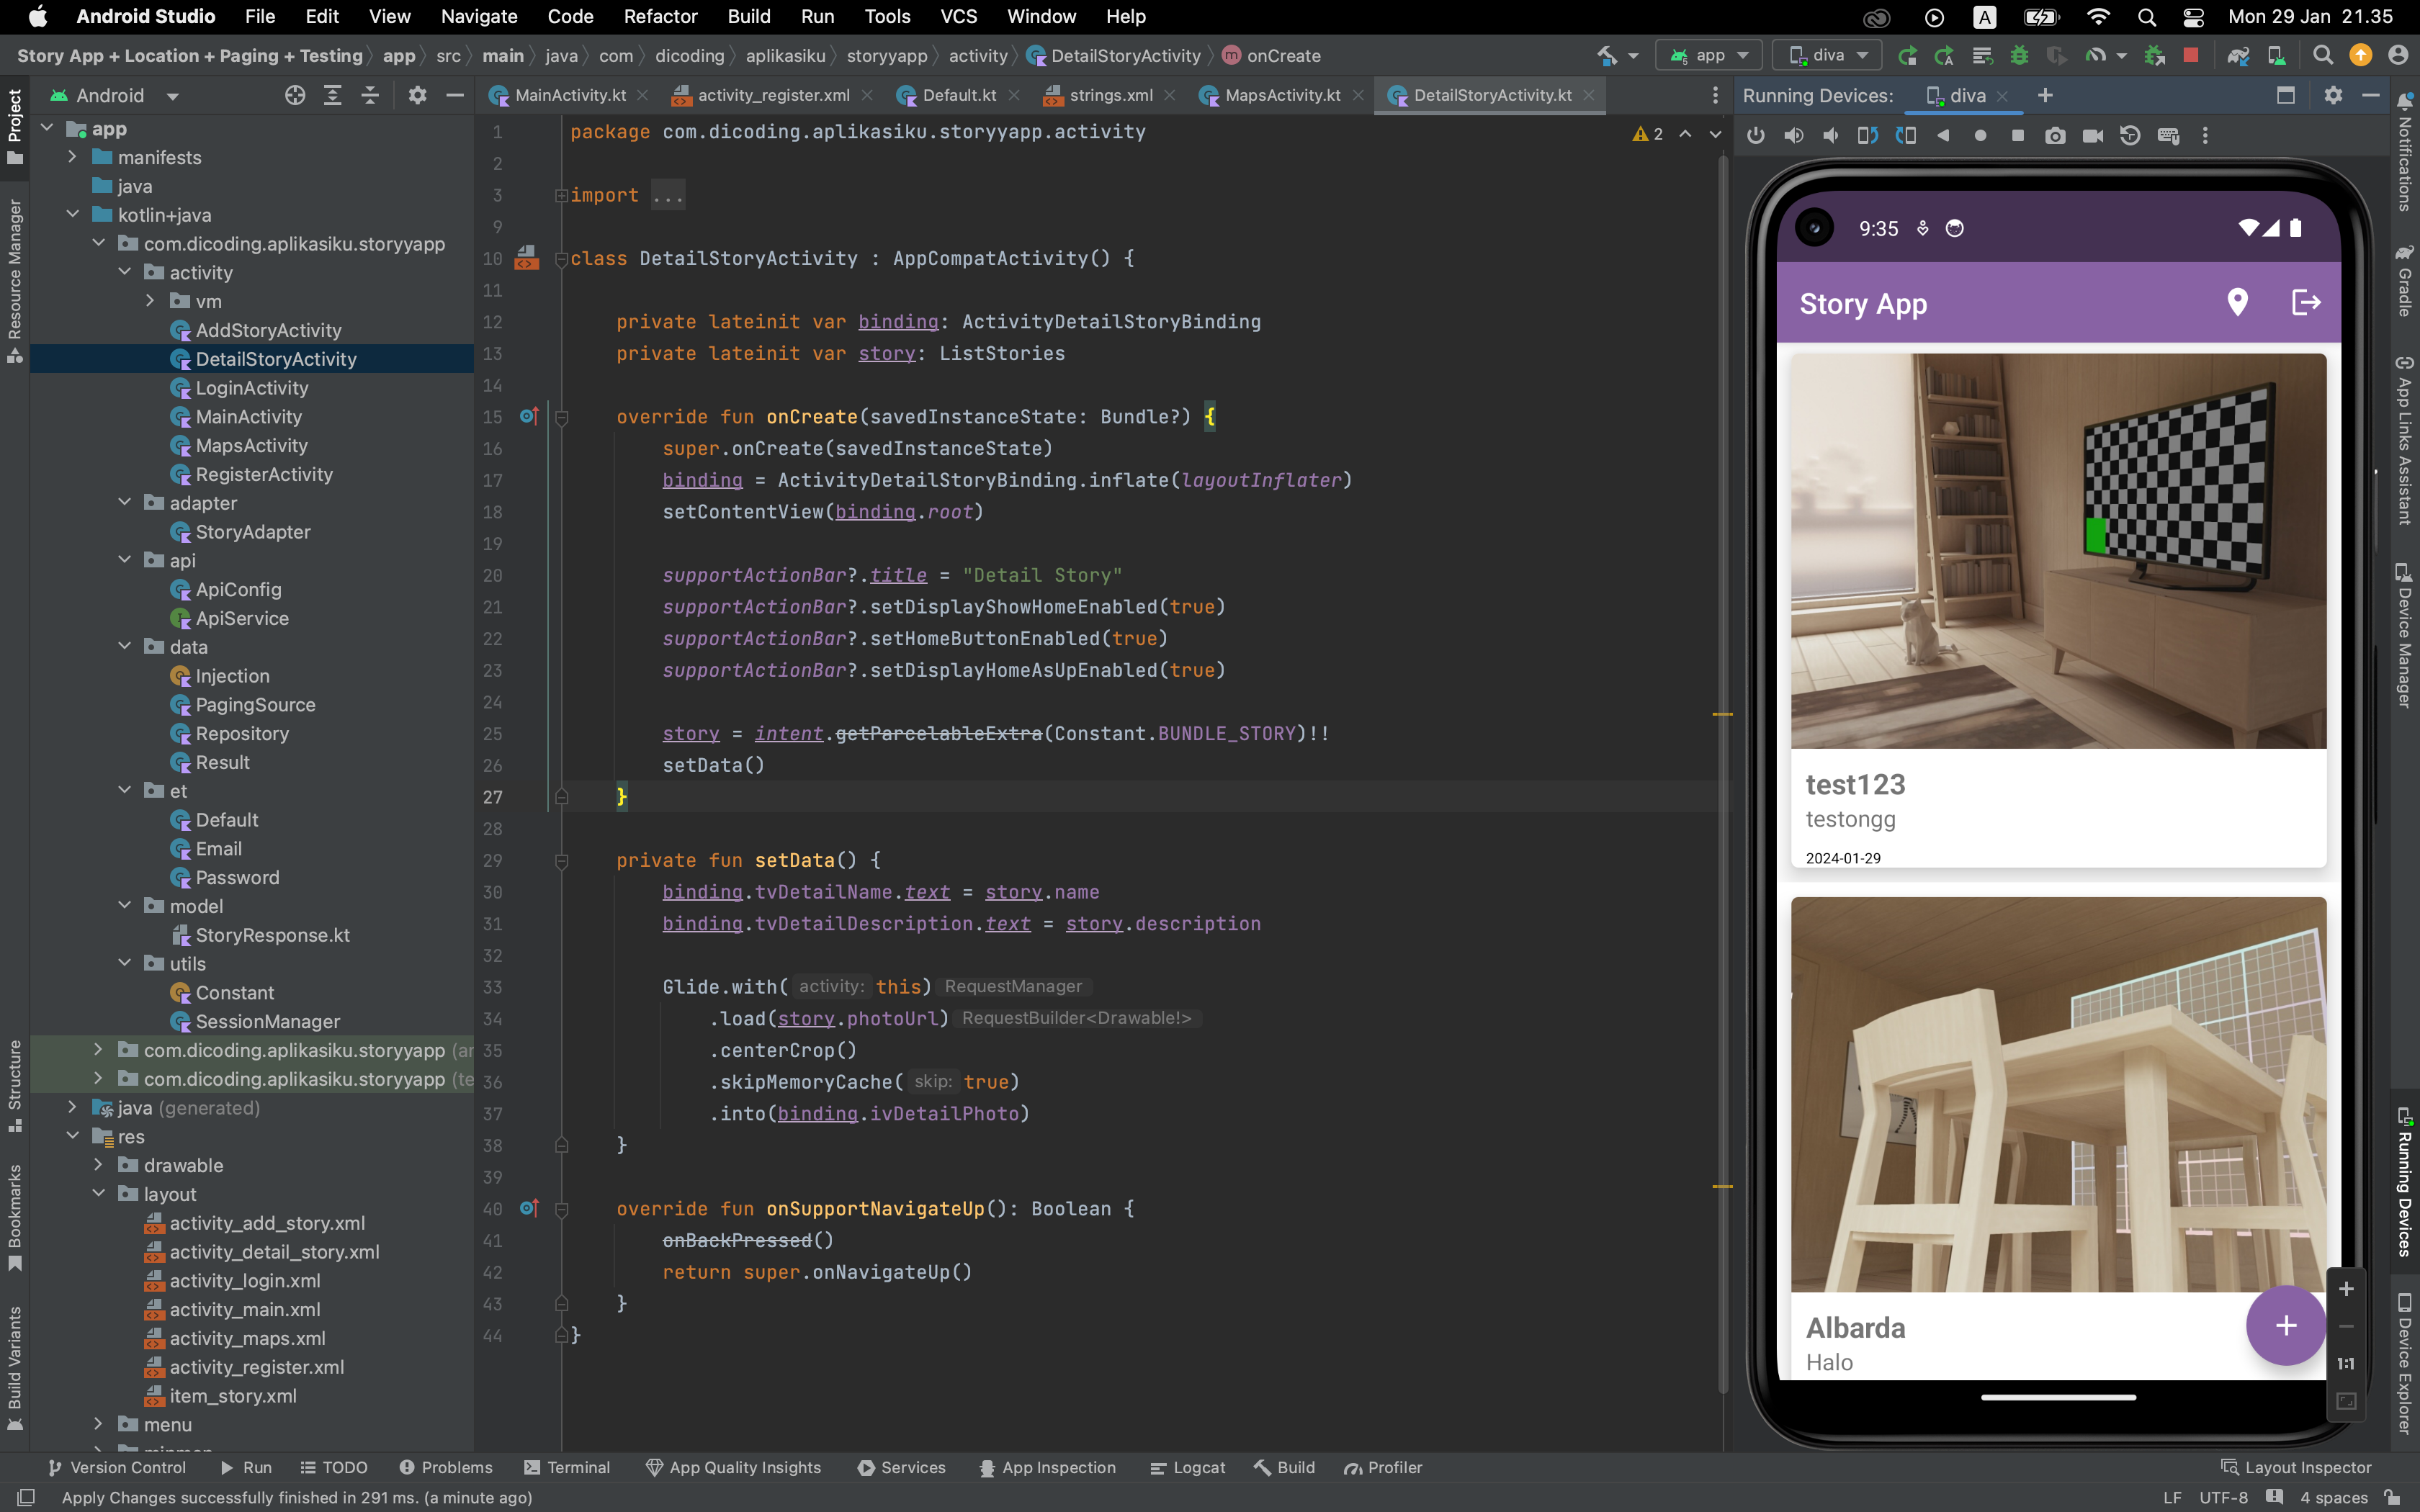 Android Studio File Edit View Navigate Code Refactor Build Run Tools VCS Window Help A Mon 29 Jan 21.35
Story App + Location + Paging + Testing app src main java com dicoding aplikasiku storyyapp activity DetailStoryActivity m onCreate app diva
Android
MainActivity.kt activity_register.xml Default.kt strings.xml MapsActivity.kt DetailStoryActivity.kt
Running Devices: diva
Project
Resource Manager
Structure
Bookmarks
Build Variants
app
manifests
java
kotlin+java
com.dicoding.aplikasiku.storyyapp
activity
vm
AddStoryActivity
DetailStoryActivity
LoginActivity
MainActivity
MapsActivity
RegisterActivity
adapter
StoryAdapter
api
ApiConfig
ApiService
data
Injection
PagingSource
Repository
Result
et
Default
Email
Password
model
StoryResponse.kt
utils
Constant
SessionManager
com.dicoding.aplikasiku.storyyapp (ar
com.dicoding.aplikasiku.storyyapp (te
java (generated)
res
drawable
layout
activity_add_story.xml
activity_detail_story.xml
activity_login.xml
activity_main.xml
activity_maps.xml
activity_register.xml
item_story.xml
menu
2
1 package com.dicoding.aplikasiku.storyyapp.activity
2
3 import ...
9
10 class DetailStoryActivity : AppCompatActivity() {
11
12 private lateinit var binding: ActivityDetailStoryBinding
13 private lateinit var story: ListStories
14
15 override fun onCreate(savedInstanceState: Bundle?) {
16 super.onCreate(savedInstanceState)
17 binding = ActivityDetailStoryBinding.inflate(layoutInflater)
18 setContentView(binding.root)
19
20 supportActionBar?.title = "Detail Story"
21 supportActionBar?.setDisplayShowHomeEnabled(true)
22 supportActionBar?.setHomeButtonEnabled(true)
23 supportActionBar?.setDisplayHomeAsUpEnabled(true)
24
25 story = intent.getParcelableExtra(Constant.BUNDLE_STORY)!!
26 setData()
27 }
28
29 private fun setData() {
30 binding.tvDetailName.text = story.name
31 binding.tvDetailDescription.text = story.description
32
33 Glide.with( activity: this) RequestManager
34 .load(story.photoUrl) RequestBuilder<Drawable!>
35 .centerCrop()
36 .skipMemoryCache( skip: true)
37 .into(binding.ivDetailPhoto)
38 }
39
40 override fun onSupportNavigateUp(): Boolean {
41 onBackPressed()
42 return super.onNavigateUp()
43 }
44 }
9:35
Story App
test123
testongg
2024-01-29
Albarda
Halo
+
1:1
Notifications
Gradle
App Links Assistant
Device Manager
Running Devices
Device Explorer
Version Control Run TODO Problems Terminal App Quality Insights Services App Inspection Logcat Build Profiler Layout Inspector
Apply Changes successfully finished in 291 ms. (a minute ago) LF UTF-8 4 spaces